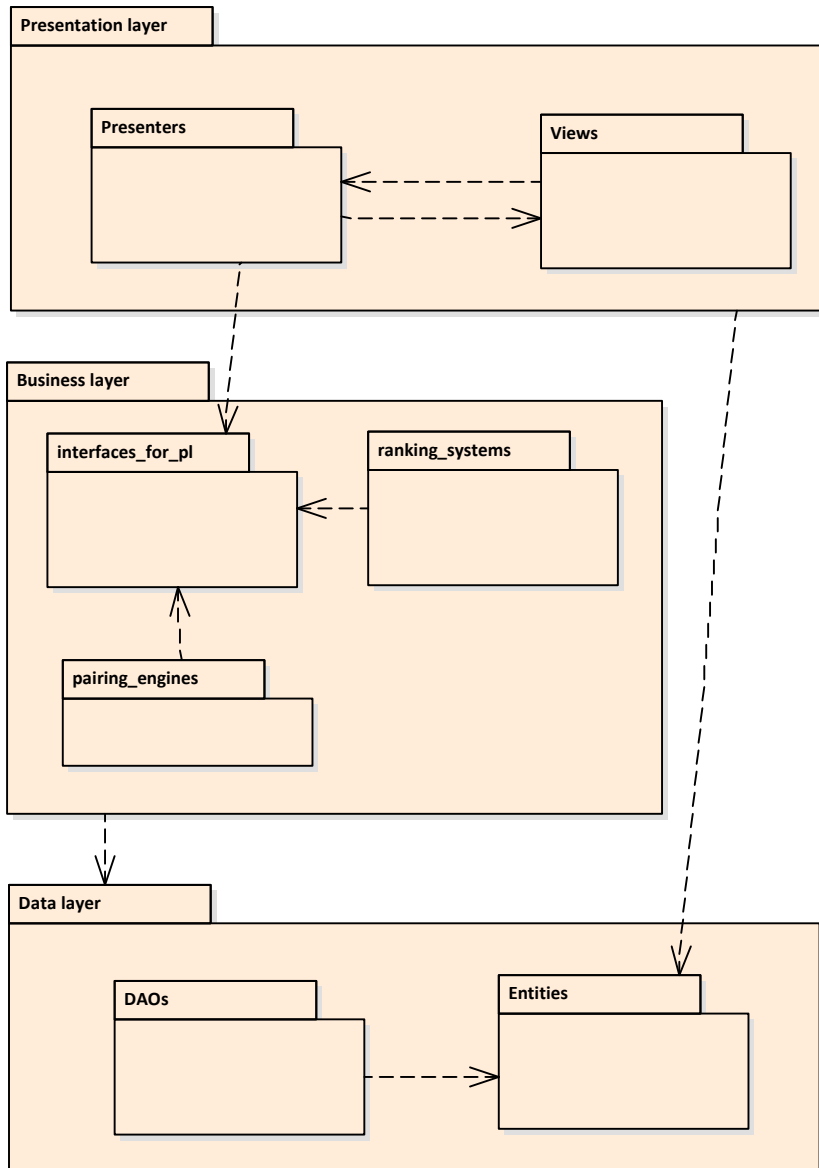 Presentation layer
Presenters
Views
Business layer
interfaces_for_pl
ranking_systems
pairing_engines
Data layer
DAOs
Entities